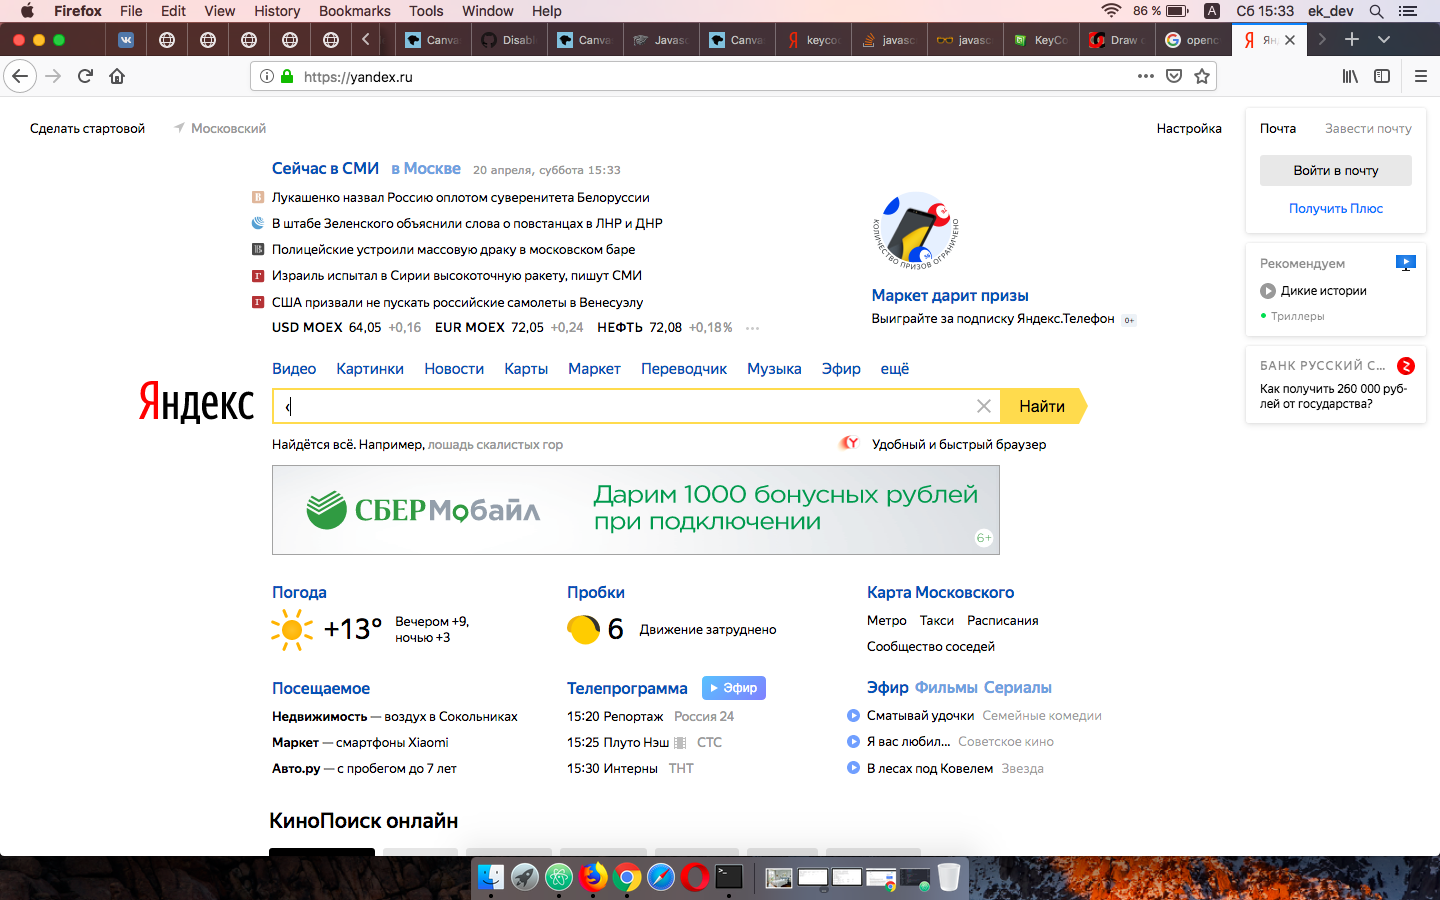 Firefox File Edit View History Bookmarks Tools Window Help 86 % A Сб 15:33 ek_dev
Canva Disabl Canva Javasc Canva keycod javasc javasc KeyCo Draw openc Ян
https://yandex.ru
Сделать стартовой Московский Настройка
Почта Завести почту
Войти в почту
Получить Плюс
Сейчас в СМИ в Москве 20 апреля, суббота 15:33
Лукашенко назвал Россию оплотом суверенитета Белоруссии
В штабе Зеленского объяснили слова о повстанцах в ЛНР и ДНР
Полицейские устроили массовую драку в московском баре
Израиль испытал в Сирии высокоточную ракету, пишут СМИ
США призвали не пускать российские самолеты в Венесуэлу
USD MOEX 64,05 +0,16 EUR MOEX 72,05 +0,24 НЕФТЬ 72,08 +0,18%
КОЛИЧЕСТВО ПРИЗОВ ОГРАНИЧЕНО
Маркет дарит призы
Выиграйте за подписку Яндекс.Телефон 0+
Рекомендуем
Дикие истории
Триллеры
БАНК РУССКИЙ С...
Как получить 260 000 руб-
лей от государства?
Видео Картинки Новости Карты Маркет Переводчик Музыка Эфир ещё
Яндекс ‹ Найти
Найдётся всё. Например, лошадь скалистых гор Удобный и быстрый браузер
СБЕРМобайл
Дарим 1000 бонусных рублей
при подключении
6+
Погода
+13° Вечером +9,
ночью +3
Пробки
6 Движение затруднено
Карта Московского
Метро Такси Расписания
Сообщество соседей
Посещаемое
Недвижимость — воздух в Сокольниках
Маркет — смартфоны Xiaomi
Авто.ру — с пробегом до 7 лет
Телепрограмма Эфир
15:20 Репортаж Россия 24
15:25 Плуто Нэш СТС
15:30 Интерны ТНТ
Эфир Фильмы Сериалы
Сматывай удочки Семейные комедии
Я вас любил... Советское кино
В лесах под Ковелем Звезда
КиноПоиск онлайн